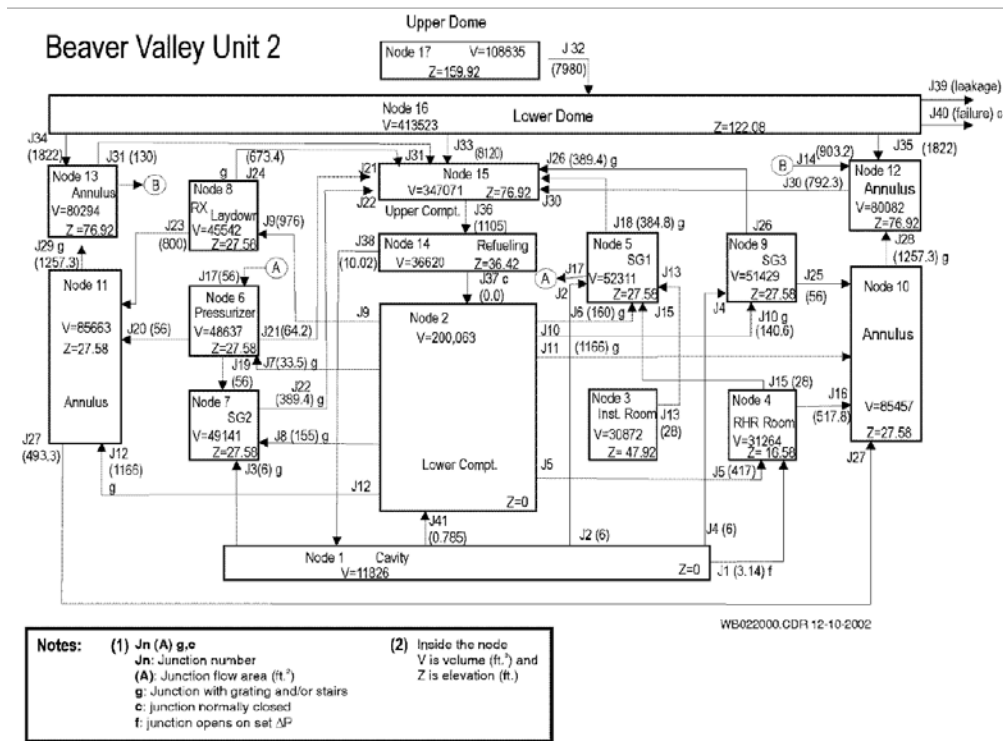 Upper Dome
Beaver Valley Unit 2
Node 17 V=108835
Z=159.92
J 32
(7980)
J39 (leakage)
J40 (failure) c
Node 16
V=413523
Lower Dome
Z=122.08
J34
(1822)
J31 (130)
(673.4)
J24
g
J31
J33
(8120)
J26 (389.4) g
(903.2)
J14
B
J35
(1822)
Node 13
Annulus
V=80294
Z=76.92
B
Node 8
RX
Laydown
V=45542
Z=27.58
J21
J22
Node 15
V=347071
Z=76.92
Upper Compt.
J30
J30 (792.3)
Node 12
Annulus
V=80082
Z=76.92
J29 g
(1257.3)
J23
(800)
J9(976)
J36
(1105)
J38
(10.02)
Node 14
Refueling
V=36620
Z=36.42
J37 c
(0.0)
J18 (384.8) g
Node 5
SG1
V=52311
Z=27.58
J17
J2
A
J13
J15
J26
Node 9
SG3
V=51429
Z=27.58
J4
J25
(56)
J28
(1257.3) g
Node 11
V=85663
Z=27.58
Annulus
J17(56)
A
Node 6
Pressurizer
V=48637
Z=27.58
J20 (56)
J21(64.2)
J19
(56)
J7(33.5) g
J9
Node 2
V=200,063
Lower Compt.
Z=0
J6 (160) g
J10
J11
(1166) g
J10 g
(140.6)
Node 10
Annulus
V=85457
Z=27.58
J22
(389.4) g
Node 7
SG2
V=49141
Z=27.58
J8 (155) g
J3(6) g
Node 3
Inst. Room
V=30872
Z= 47.92
J13
(28)
J15 (28)
Node 4
RHR Room
V=31264
Z= 16.58
J16
(517.8)
J27
(493.3)
J12
(1166)
g
J12
J5
J5 (417)
J27
J41
(0.785)
J2 (6)
J4 (6)
Node 1 Cavity
V=11826
Z=0
J1 (3.14) f
WB022000.CDR 12-10-2002
Notes:
(1) Jn (A) g,c
Jn: Junction number
(A): Junction flow area (ft.²)
g: Junction with grating and/or stairs
c: junction normally closed
f: junction opens on set ΔP
(2) Inside the node
V is volume (ft.³) and
Z is elevation (ft.)